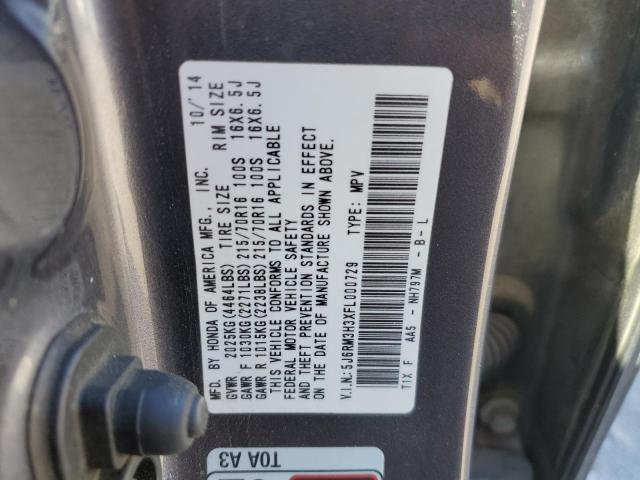 MFD. BY HONDA OF AMERICA MFG., INC. 10/'14
GVWR 2025KG(4464LBS) TIRE SIZE RIM SIZE
GAWR F 1030KG(2271LBS) 215/70R16 100S 16X6.5J
GAWR R 1015KG(2238LBS) 215/70R16 100S 16X6.5J
THIS VEHICLE CONFORMS TO ALL APPLICABLE
FEDERAL MOTOR VEHICLE SAFETY
AND THEFT PREVENTION STANDARDS IN EFFECT
ON THE DATE OF MANUFACTURE SHOWN ABOVE.
V.I.N.: 5J6RM3H3XFL000729 TYPE: MPV
T1X F AA5 - NH797M - B - L
T0A A3